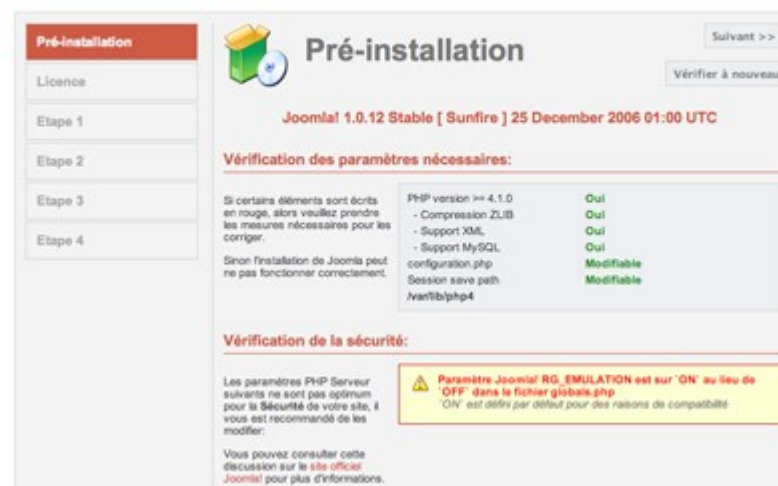 Pré-installation
Licence
Etape 1
Etape 2
Etape 3
Etape 4
Pré-installation
Suivant >>
Vérifier à nouveau
Joomla! 1.0.12 Stable [ Sunfire ] 25 December 2006 01:00 UTC
Vérification des paramètres nécessaires:
Si certains éléments sont écrits
en rouge, alors veuillez prendre
les mesures nécessaires pour les
corriger.
Sinon l'installation de Joomla peut
ne pas fonctionner correctement.
PHP version >= 4.1.0 Oui
- Compression ZLIB Oui
- Support XML Oui
- Support MySQL Oui
configuration.php Modifiable
Session save path Modifiable
/var/lib/php4
Vérification de la sécurité:
Les paramètres PHP Serveur
suivants ne sont pas optimum
pour la Sécurité de votre site, il
vous est recommandé de les
modifier:
Vous pouvez consulter cette
discussion sur le site officiel
Joomla! pour plus d'informations.
Paramètre Joomla! RG_EMULATION est sur `ON` au lieu de
`OFF` dans le fichier globals.php
`ON` est défini par défaut pour des raisons de compatibilité